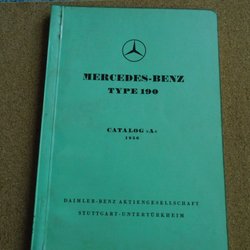 MERCEDES-BENZ
TYPE 190
CATALOG «A»
1956
DAIMLER-BENZ AKTIENGESELLSCHAFT
STUTTGART-UNTERTÜRKHEIM